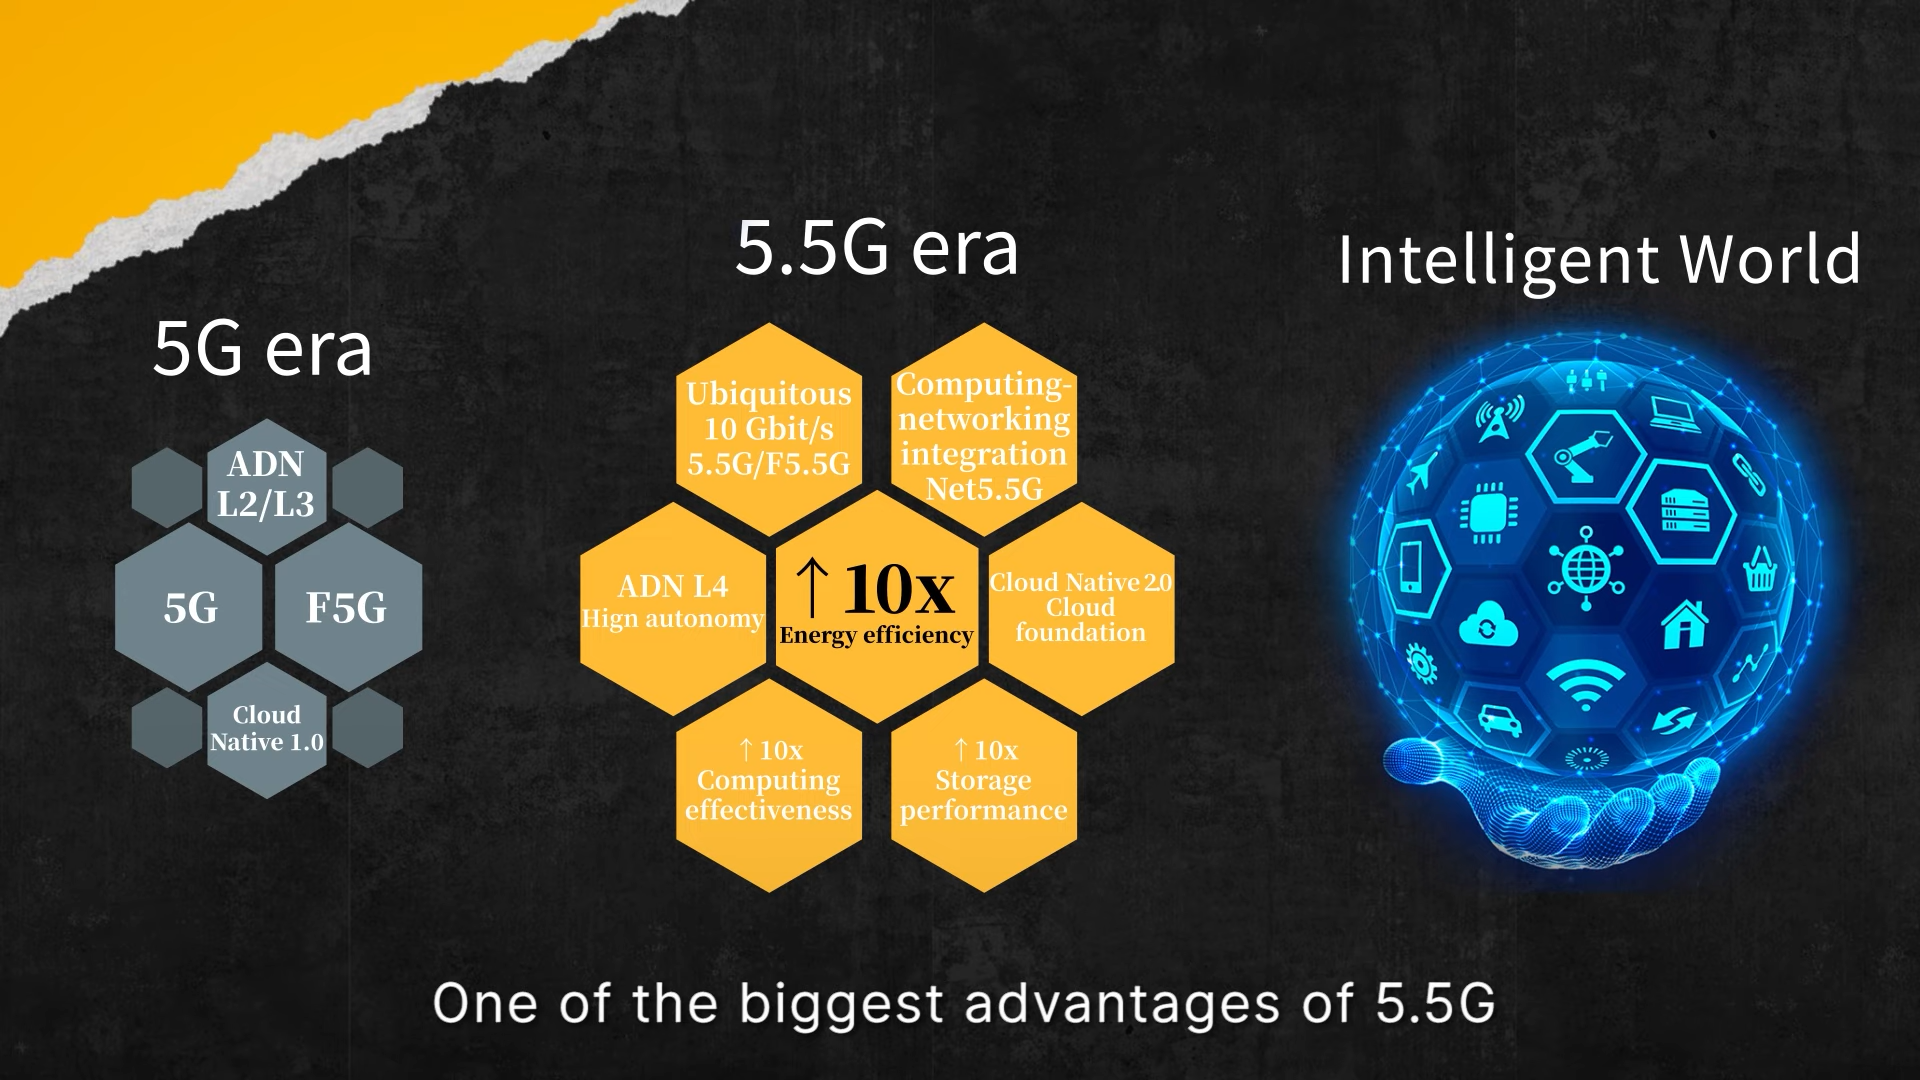 5G era
ADN
L2/L3
5G
F5G
Cloud
Native 1.0
5.5G era
Ubiquitous
10 Gbit/s
5.5G/F5.5G
Computing-
networking
integration
Net5.5G
ADN L4
Hign autonomy
↑ 10x
Energy efficiency
Cloud Native 2.0
Cloud
foundation
↑ 10x
Computing
effectiveness
↑ 10x
Storage
performance
Intelligent World
One of the biggest advantages of 5.5G